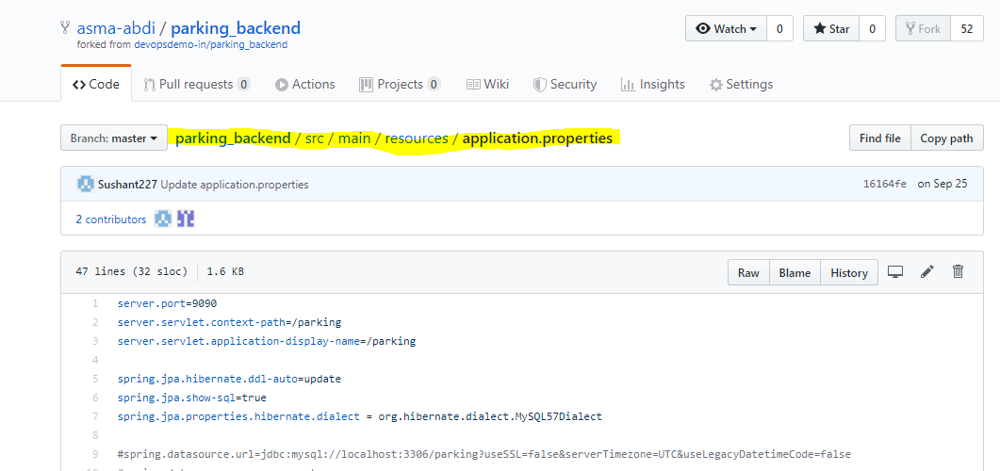 asma-abdi / parking_backend
forked from devopsdemo-in/parking_backend
Watch 0 Star 0 Fork 52
Code Pull requests 0 Actions Projects 0 Wiki Security Insights Settings
Branch: master parking_backend / src / main / resources / application.properties Find file Copy path
Sushant227 Update application.properties 16164fe on Sep 25
2 contributors
47 lines (32 sloc) 1.6 KB Raw Blame History
1 server.port=9090
2 server.servlet.context-path=/parking
3 server.servlet.application-display-name=/parking
4
5 spring.jpa.hibernate.ddl-auto=update
6 spring.jpa.show-sql=true
7 spring.jpa.properties.hibernate.dialect = org.hibernate.dialect.MySQL57Dialect
8
9 #spring.datasource.url=jdbc:mysql://localhost:3306/parking?useSSL=false&serverTimezone=UTC&useLegacyDatetimeCode=false